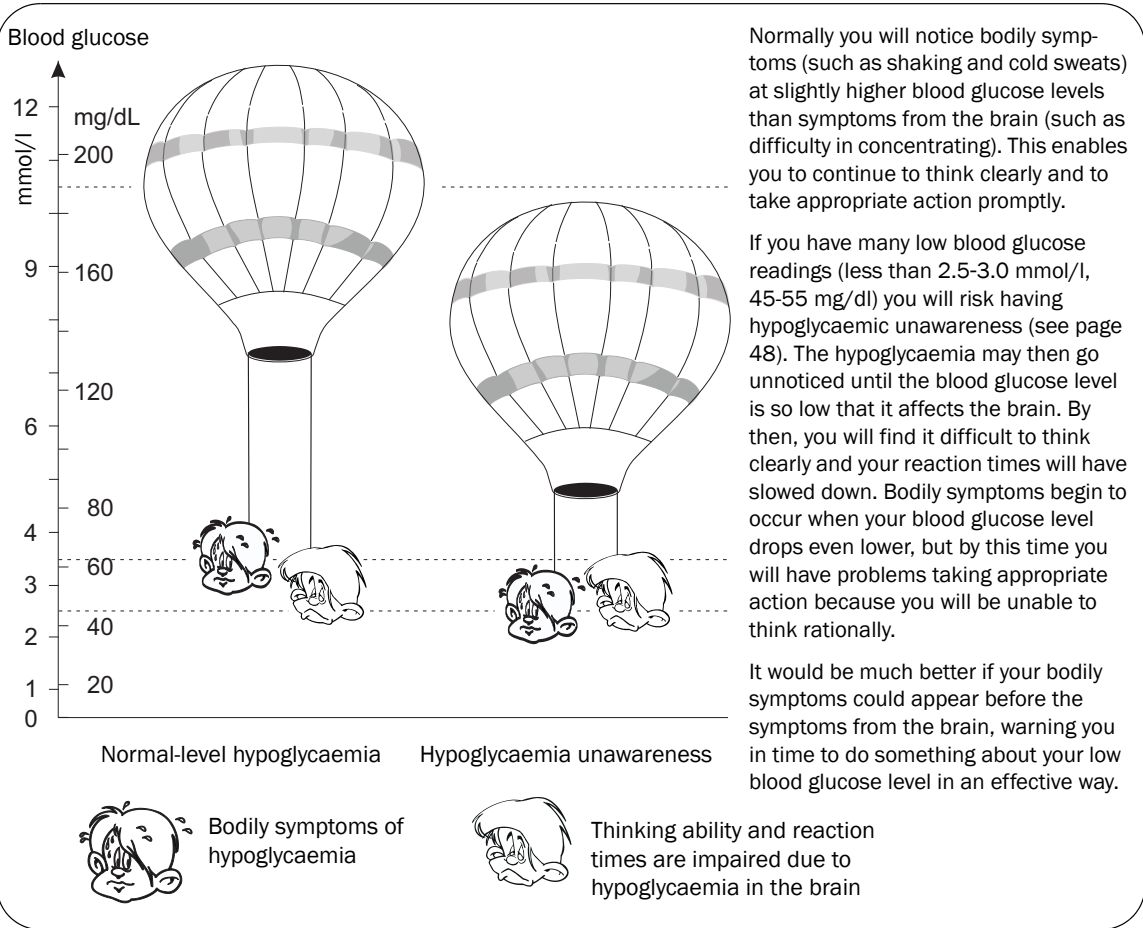 Blood glucose
12
mmol/l
9
6
4
3
2
1
0
mg/dL
200
160
120
80
60
40
20
Normal-level hypoglycaemia
Hypoglycaemia unawareness
Bodily symptoms of
hypoglycaemia
Thinking ability and reaction
times are impaired due to
hypoglycaemia in the brain
Normally you will notice bodily symp-
toms (such as shaking and cold sweats)
at slightly higher blood glucose levels
than symptoms from the brain (such as
difficulty in concentrating). This enables
you to continue to think clearly and to
take appropriate action promptly.
If you have many low blood glucose
readings (less than 2.5-3.0 mmol/l,
45-55 mg/dl) you will risk having
hypoglycaemic unawareness (see page
48). The hypoglycaemia may then go
unnoticed until the blood glucose level
is so low that it affects the brain. By
then, you will find it difficult to think
clearly and your reaction times will have
slowed down. Bodily symptoms begin to
occur when your blood glucose level
drops even lower, but by this time you
will have problems taking appropriate
action because you will be unable to
think rationally.
It would be much better if your bodily
symptoms could appear before the
symptoms from the brain, warning you
in time to do something about your low
blood glucose level in an effective way.